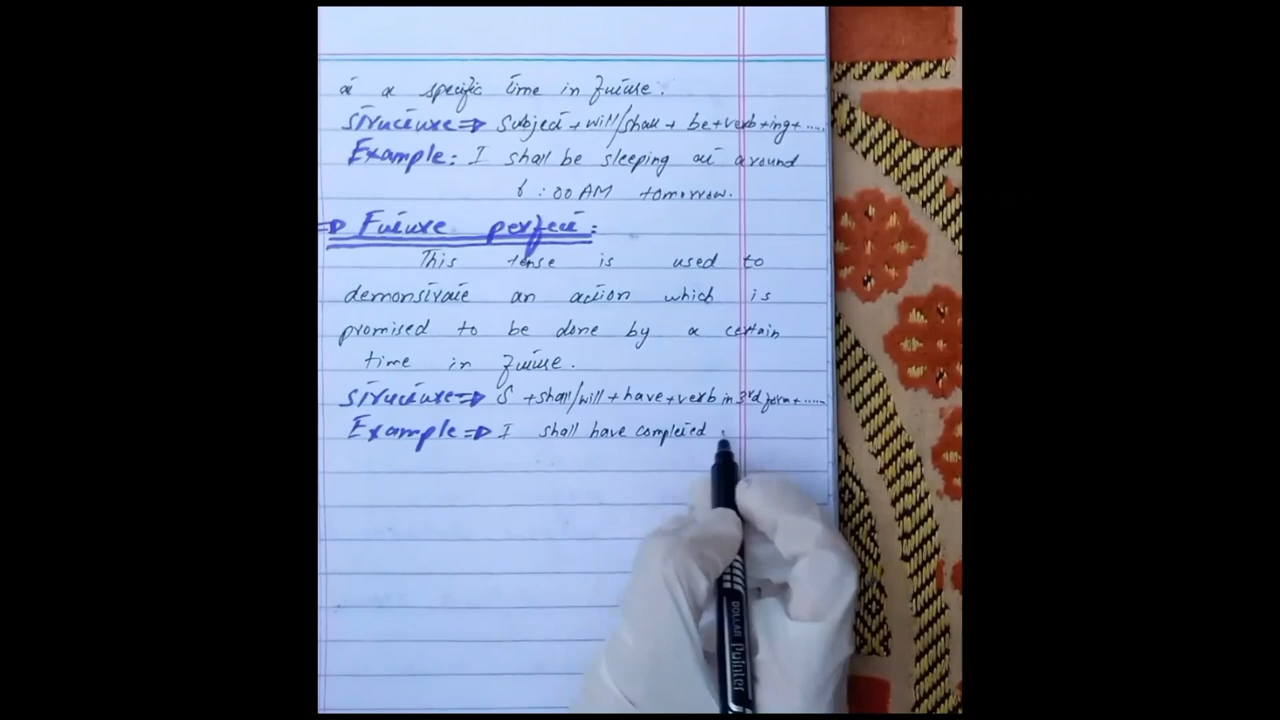 at a specific time in future.
Structure⇒ Subject + will/shall + be+verb+ing+.....
Example: I shall be sleeping at around
6:00 AM tomorrow.
⇒ Future perfect:
This tense is used to
demonstrate an action which is
promised to be done by a certain
time in future.
Structure⇒ S +shall/will+have+verb in 3rd form+.....
Example⇒ I shall have completed
DOLLAR Pointer